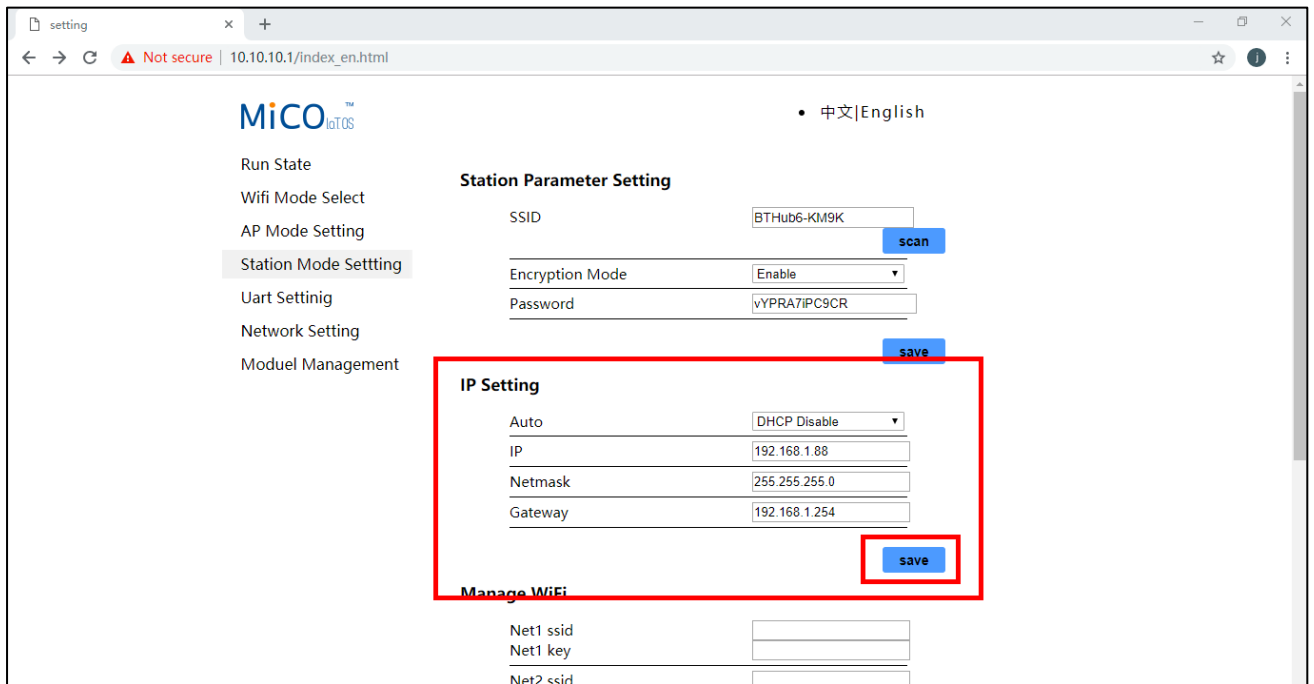 setting
Not secure | 10.10.10.1/index_en.html
j
MiCO IoTOS ™
• 中文|English
Run State
Wifi Mode Select
AP Mode Setting
Station Mode Settting
Uart Settinig
Network Setting
Moduel Management
Station Parameter Setting
SSID BTHub6-KM9K
scan
Encryption Mode Enable
Password vYPRA7iPC9CR
save
IP Setting
Auto DHCP Disable
IP 192.168.1.88
Netmask 255.255.255.0
Gateway 192.168.1.254
save
Manage WiFi
Net1 ssid
Net1 key
Net2 ssid